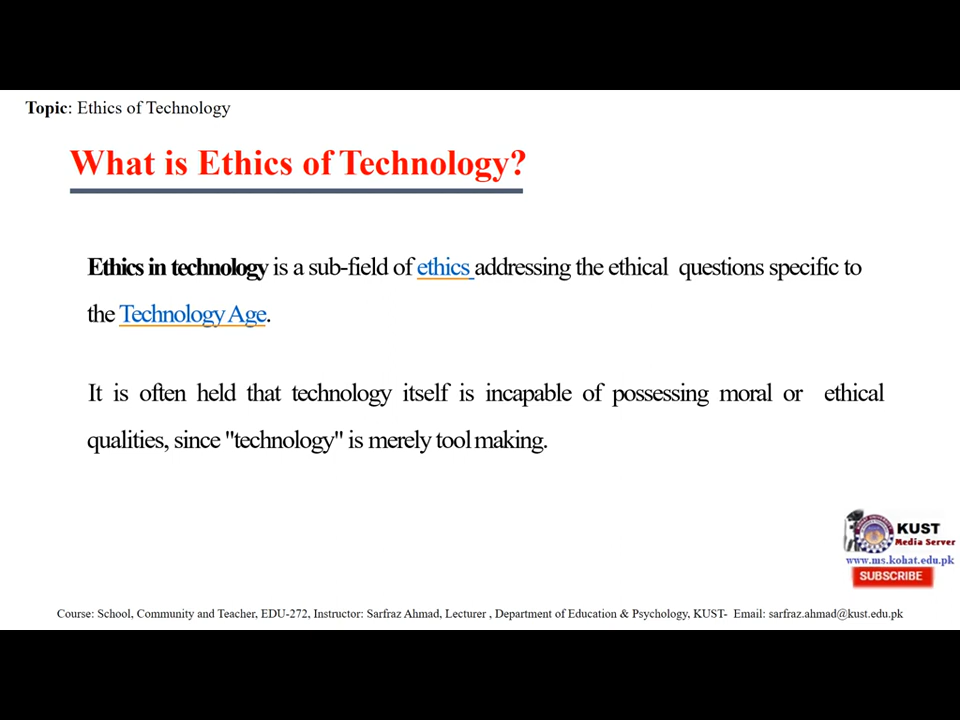 Topic: Ethics of Technology
What is Ethics of Technology?
Ethics in technology is a sub-field of ethics addressing the ethical questions specific to
the Technology Age.
It is often held that technology itself is incapable of possessing moral or ethical
qualities, since "technology" is merely tool making.
KUST
Media Server
www.ms.kohat.edu.pk
SUBSCRIBE
Course: School, Community and Teacher, EDU-272, Instructor: Sarfraz Ahmad, Lecturer , Department of Education & Psychology, KUST- Email: sarfraz.ahmad@kust.edu.pk